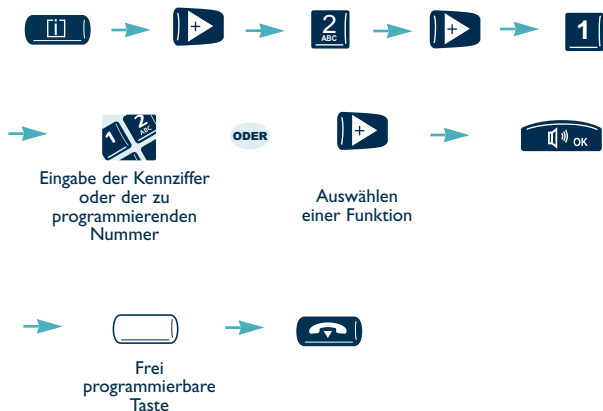 i
+
2
ABC
+
1
1
2
ABC
ODER
+
OK
Eingabe der Kennziffer
oder der zu
programmierenden
Nummer
Auswählen
einer Funktion
Frei
programmierbare
Taste